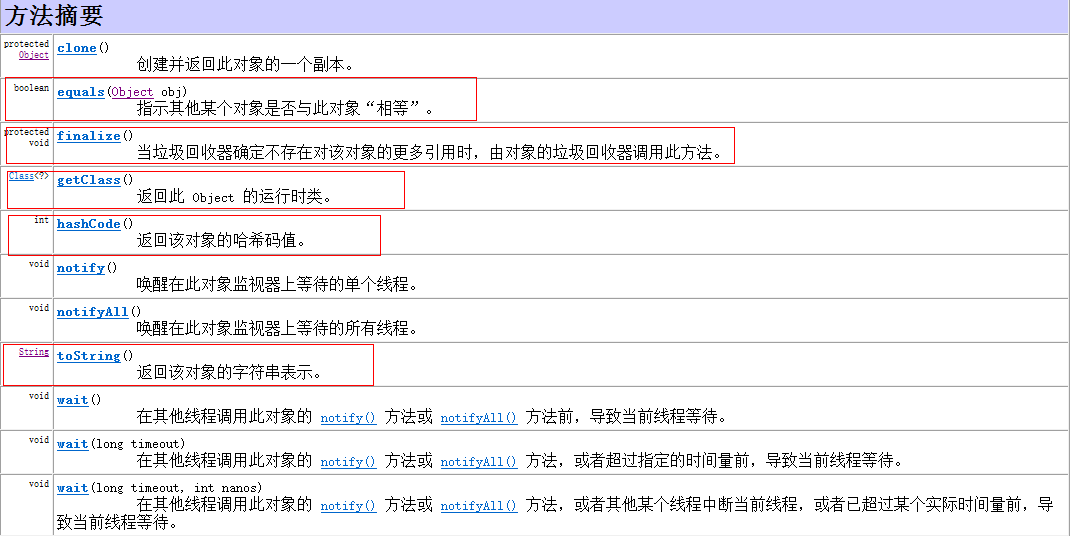 方法摘要
protected clone()
Object
创建并返回此对象的一个副本。
boolean equals(Object obj)
指示其他某个对象是否与此对象“相等”。
protected finalize()
void
当垃圾回收器确定不存在对该对象的更多引用时，由对象的垃圾回收器调用此方法。
Class<?> getClass()
返回此 Object 的运行时类。
int hashCode()
返回该对象的哈希码值。
void notify()
唤醒在此对象监视器上等待的单个线程。
void notifyAll()
唤醒在此对象监视器上等待的所有线程。
String toString()
返回该对象的字符串表示。
void wait()
在其他线程调用此对象的 notify() 方法或 notifyAll() 方法前，导致当前线程等待。
void wait(long timeout)
在其他线程调用此对象的 notify() 方法或 notifyAll() 方法，或者超过指定的时间量前，导致当前线程等待。
void wait(long timeout, int nanos)
在其他线程调用此对象的 notify() 方法或 notifyAll() 方法，或者其他某个线程中断当前线程，或者已超过某个实际时间量前，导
致当前线程等待。